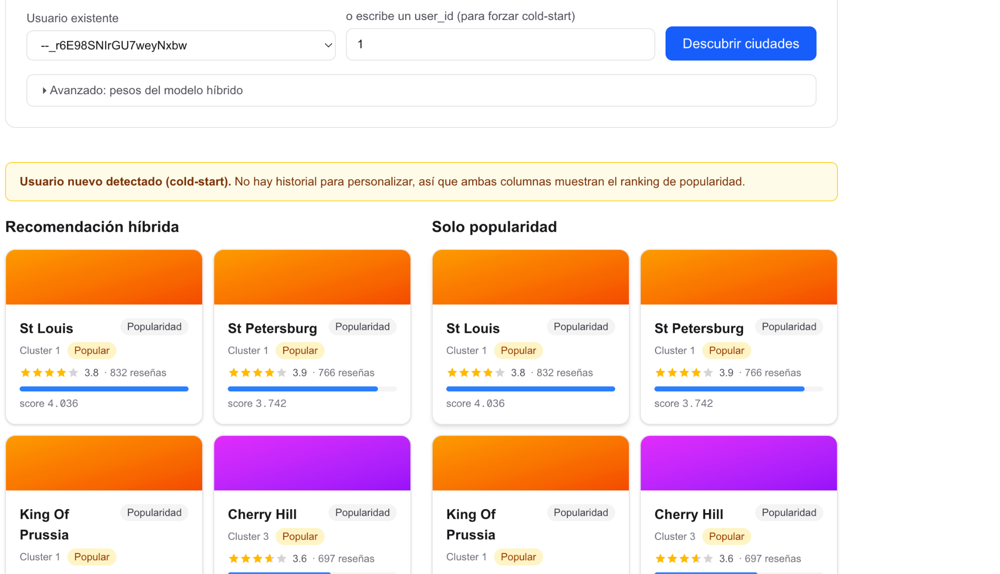 Usuario existente
--_r6E98SNIrGU7weyNxbw
o escribe un user_id (para forzar cold-start)
1
Descubrir ciudades
Avanzado: pesos del modelo híbrido
Usuario nuevo detectado (cold-start). No hay historial para personalizar, así que ambas columnas muestran el ranking de popularidad.
Recomendación híbrida
St Louis
Popularidad
Cluster 1
Popular
3.8 · 832 reseñas
score 4.036
St Petersburg
Popularidad
Cluster 1
Popular
3.9 · 766 reseñas
score 3.742
King Of
Prussia
Popularidad
Cluster 1
Popular
Cherry Hill
Popularidad
Cluster 3
Popular
3.6 · 697 reseñas
Solo popularidad
St Louis
Popularidad
Cluster 1
Popular
3.8 · 832 reseñas
score 4.036
St Petersburg
Popularidad
Cluster 1
Popular
3.9 · 766 reseñas
score 3.742
King Of
Prussia
Popularidad
Cluster 1
Popular
Cherry Hill
Popularidad
Cluster 3
Popular
3.6 · 697 reseñas